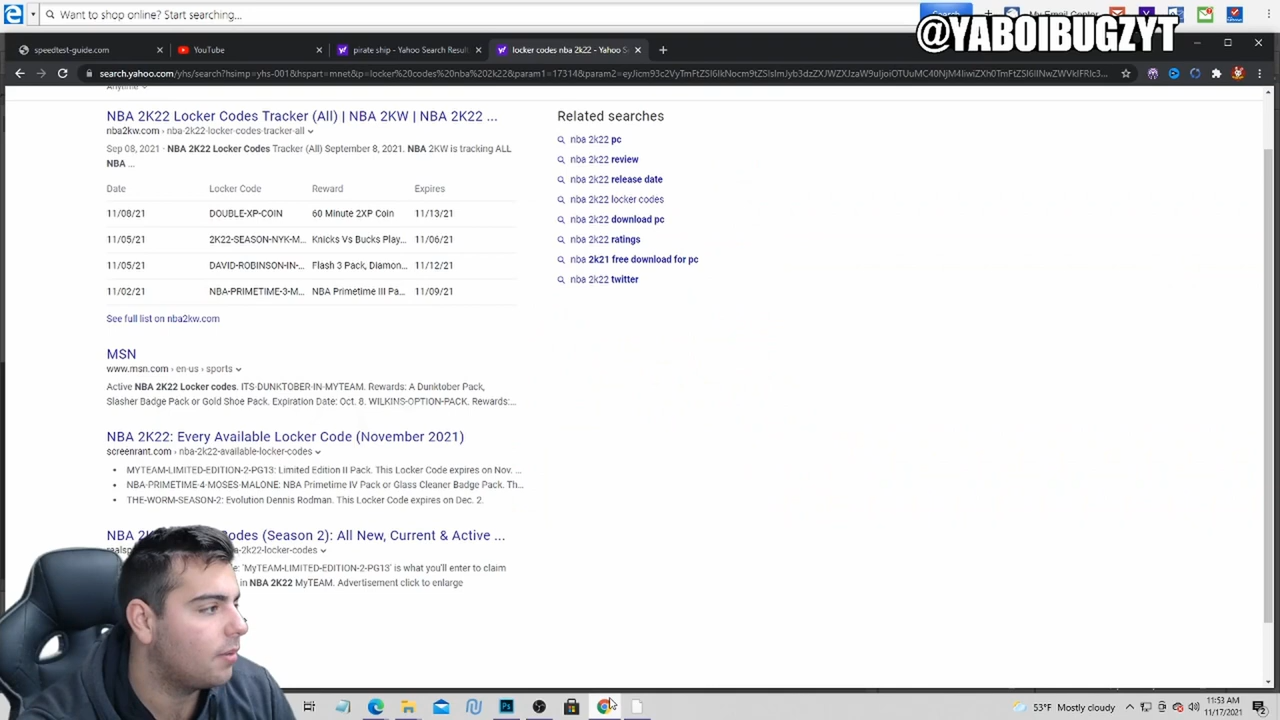 Want to shop online? Start searching...
Search
My Email Center
@YABOIBUGZYT
speedtest-guide.com
YouTube
pirate ship - Yahoo Search Resul
locker codes nba 2k22 - Yahoo S
Anytime
NBA 2K22 Locker Codes Tracker (All) | NBA 2KW | NBA 2K22 ...
nba2kw.com › nba-2k22-locker-codes-tracker-all
Sep 08, 2021 · NBA 2K22 Locker Codes Tracker (All) September 8, 2021. NBA 2KW is tracking ALL
NBA ...
Date Locker Code Reward Expires
11/08/21 DOUBLE-XP-COIN 60 Minute 2XP Coin 11/13/21
11/05/21 2K22-SEASON-NYK-M... Knicks Vs Bucks Play... 11/06/21
11/05/21 DAVID-ROBINSON-IN-... Flash 3 Pack, Diamon... 11/12/21
11/02/21 NBA-PRIMETIME-3-M... NBA Primetime III Pa... 11/09/21
See full list on nba2kw.com
MSN
www.msn.com › en-us › sports
Active NBA 2K22 Locker codes. ITS-DUNKTOBER-IN-MYTEAM. Rewards: A Dunktober Pack,
Slasher Badge Pack or Gold Shoe Pack. Expiration Date: Oct. 8. WILKINS-OPTION-PACK. Rewards:...
NBA 2K22: Every Available Locker Code (November 2021)
screenrant.com › nba-2k22-available-locker-codes
MYTEAM-LIMITED-EDITION-2-PG13: Limited Edition II Pack. This Locker Code expires on Nov. ...
NBA-PRIMETIME-4-MOSES-MALONE: NBA Primetime IV Pack or Glass Cleaner Badge Pack. Th...
THE-WORM-SEASON-2: Evolution Dennis Rodman. This Locker Code expires on Dec. 2.
NBA 2K Codes (Season 2): All New, Current & Active ...
a-2k22-locker-codes
'MyTEAM-LIMITED-EDITION-2-PG13' is what you'll enter to claim
in NBA 2K22 MyTEAM. Advertisement click to enlarge
Related searches
nba 2k22 pc
nba 2k22 review
nba 2k22 release date
nba 2k22 locker codes
nba 2k22 download pc
nba 2k22 ratings
nba 2k21 free download for pc
nba 2k22 twitter
53°F Mostly cloudy
11:53 AM
11/17/2021
2